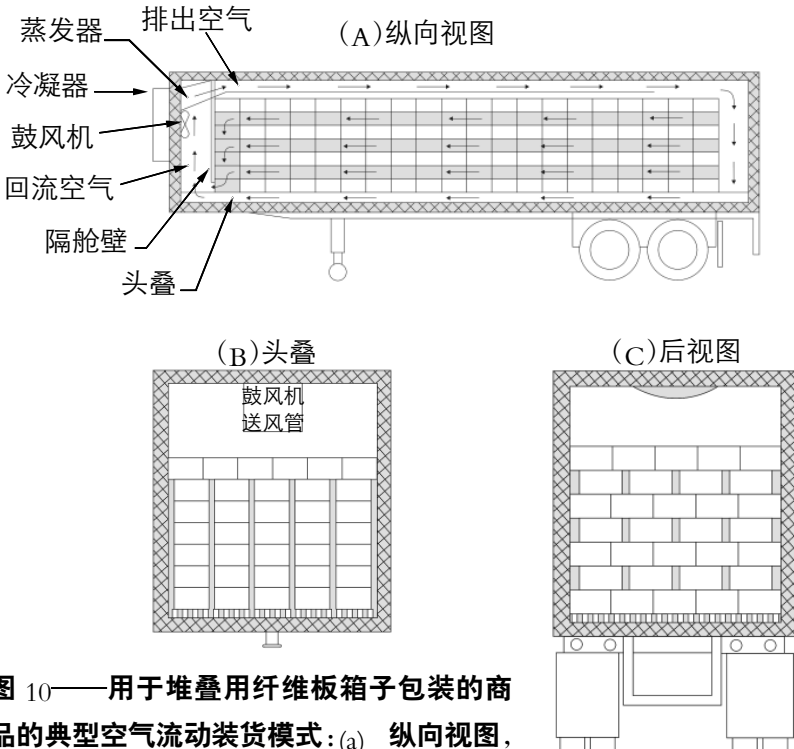 蒸发器
排出空气
(A)纵向视图
冷凝器
鼓风机
回流空气
隔舱壁
头叠
(B)头叠
(C)后视图
鼓风机
送风管
图 10——用于堆叠用纤维板箱子包装的商
品的典型空气流动装货模式:(a) 纵向视图,